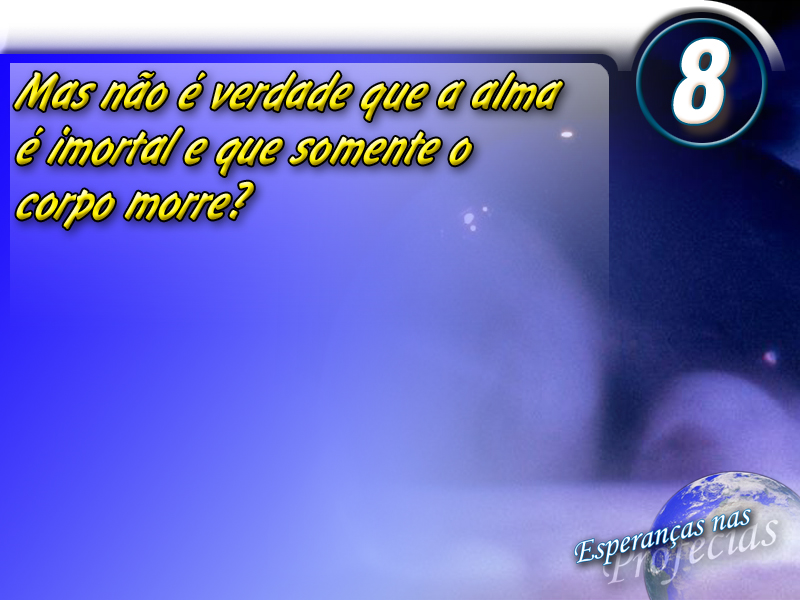 8
Mas não é verdade que a alma
é imortal e que somente o
corpo morre?
Esperanças nas
Profecias